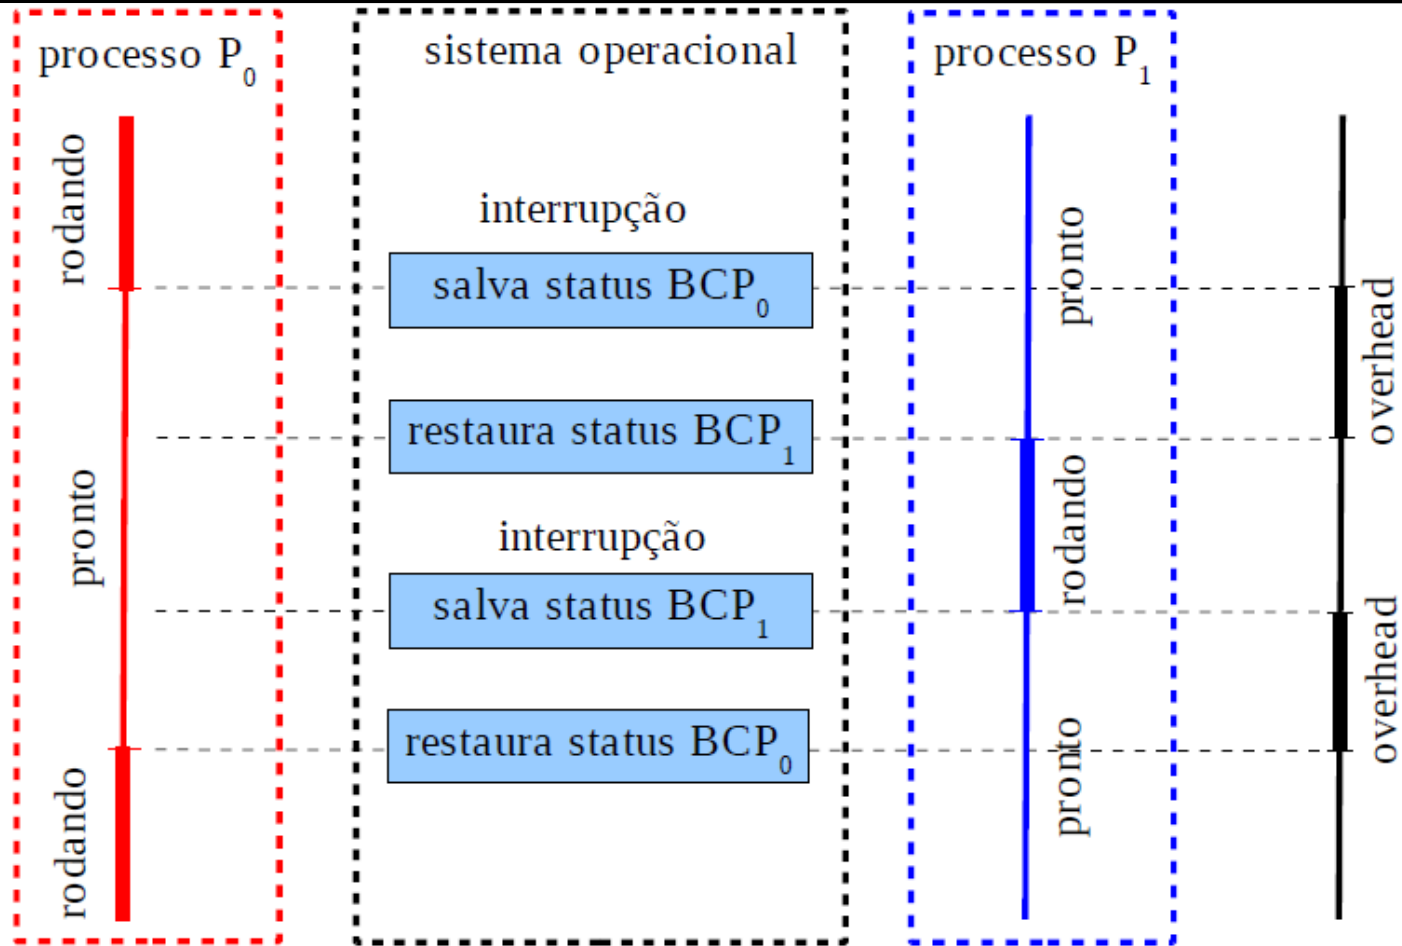 processo P0
rodando
pronto
rodando
sistema operacional
interrupção
salva status BCP0
restaura status BCP1
interrupção
salva status BCP1
restaura status BCP0
processo P1
pronto
rodando
pronto
overhead
overhead